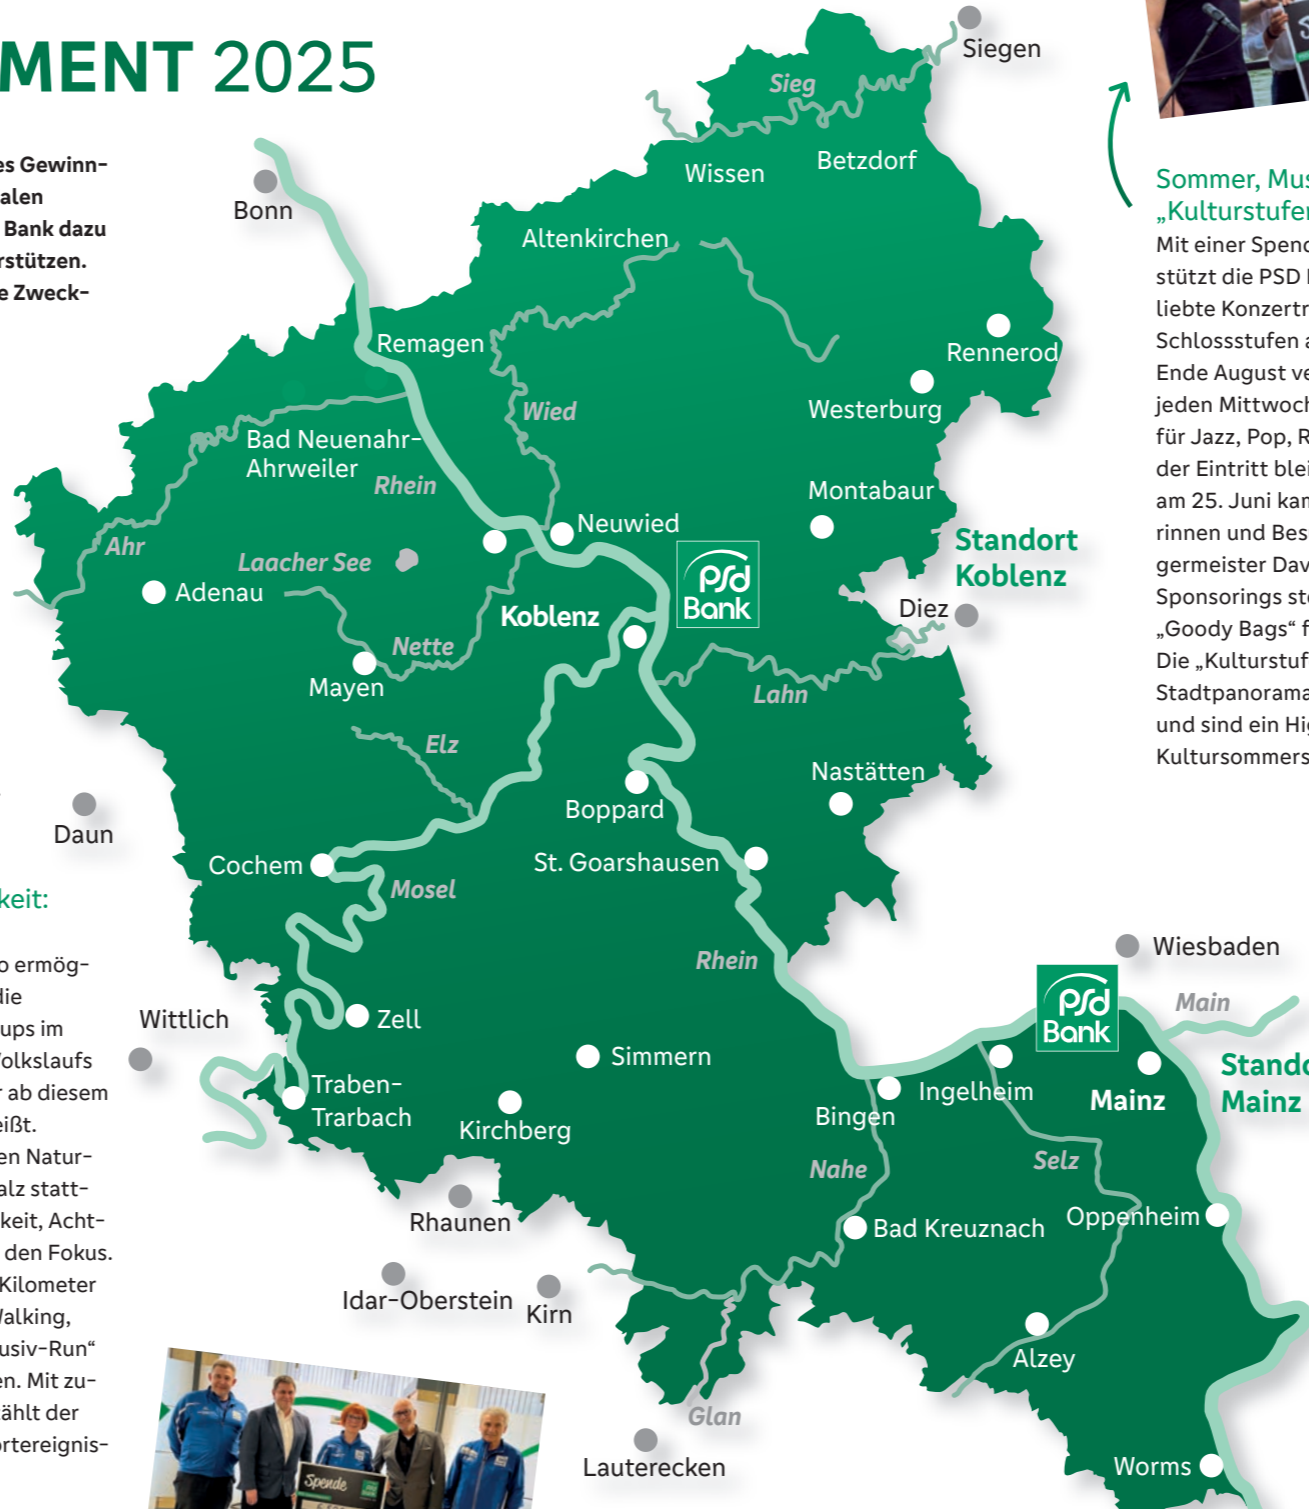 MENT 2025
es Gewinn-
alen
Bank dazu
rstützen.
e Zweck-
keit:
o ermög-
die
ups im
Volkslaufs
r ab diesem
eißt.
en Natur-
alz statt-
keit, Acht-
den Fokus.
Kilometer
Walking,
usiv-Run“
en. Mit zu-
ählt der
ortereignis-
Siegen
Sieg
Wissen
Betzdorf
Bonn
Altenkirchen
Remagen
Rennerod
Wied
Westerburg
Bad Neuenahr-
Ahrweiler
Rhein
Montabaur
Neuwied
Ahr
Laacher See
Adenau
psd
Bank
Standort
Koblenz
Koblenz
Diez
Nette
Mayen
Lahn
Elz
Nastätten
Boppard
Daun
Cochem
St. Goarshausen
Mosel
Rhein
Wiesbaden
psd
Bank
Main
Wittlich
Zell
Simmern
Traben-
Trarbach
Kirchberg
Bingen
Ingelheim
Mainz
Stando
Mainz
Nahe
Selz
Rhaunen
Bad Kreuznach
Oppenheim
Idar-Oberstein
Kirn
Alzey
Glan
Lauterecken
Worms
Spende
psd
Bank
Sommer, Mus
„Kulturstufen
Mit einer Spend
stützt die PSD
liebte Konzertr
Schlossstufen a
Ende August ve
jeden Mittwoch
für Jazz, Pop, R
der Eintritt blei
am 25. Juni kam
rinnen und Bes
germeister Dav
Sponsorings ste
„Goody Bags“ f
Die „Kulturstuf
Stadtpanorama
und sind ein Hig
Kultursommers